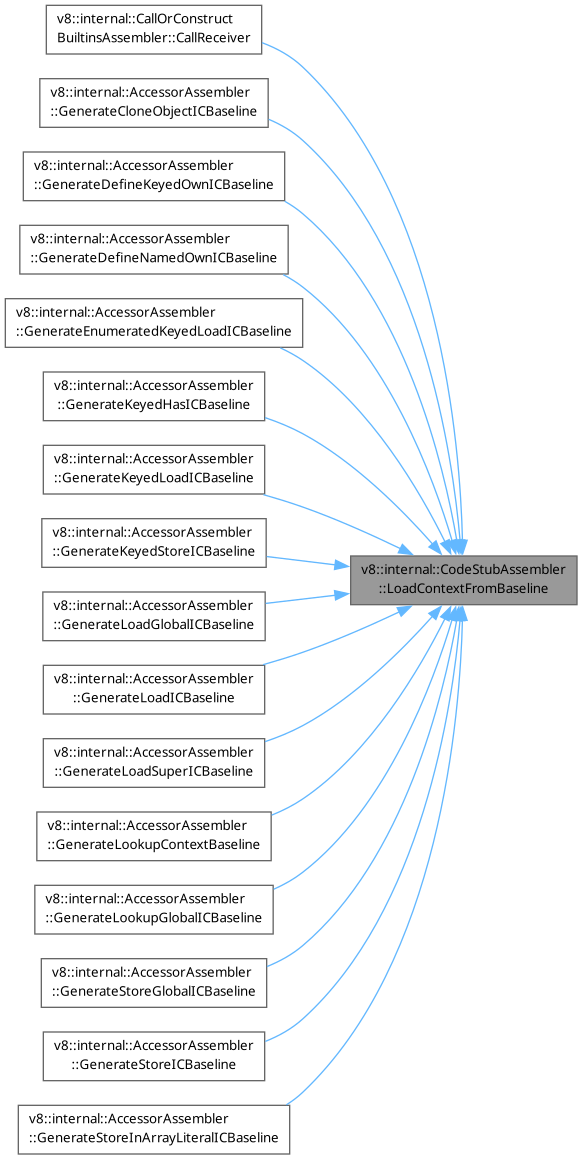 v8::internal::CallOrConstruct
BuiltinsAssembler::CallReceiver
v8::internal::AccessorAssembler
::GenerateCloneObjectICBaseline
v8::internal::AccessorAssembler
::GenerateDefineKeyedOwnICBaseline
v8::internal::AccessorAssembler
::GenerateDefineNamedOwnICBaseline
v8::internal::AccessorAssembler
::GenerateEnumeratedKeyedLoadICBaseline
v8::internal::AccessorAssembler
::GenerateKeyedHasICBaseline
v8::internal::AccessorAssembler
::GenerateKeyedLoadICBaseline
v8::internal::AccessorAssembler
::GenerateKeyedStoreICBaseline
v8::internal::CodeStubAssembler
::LoadContextFromBaseline
v8::internal::AccessorAssembler
::GenerateLoadGlobalICBaseline
v8::internal::AccessorAssembler
::GenerateLoadICBaseline
v8::internal::AccessorAssembler
::GenerateLoadSuperICBaseline
v8::internal::AccessorAssembler
::GenerateLookupContextBaseline
v8::internal::AccessorAssembler
::GenerateLookupGlobalICBaseline
v8::internal::AccessorAssembler
::GenerateStoreGlobalICBaseline
v8::internal::AccessorAssembler
::GenerateStoreICBaseline
v8::internal::AccessorAssembler
::GenerateStoreInArrayLiteralICBaseline